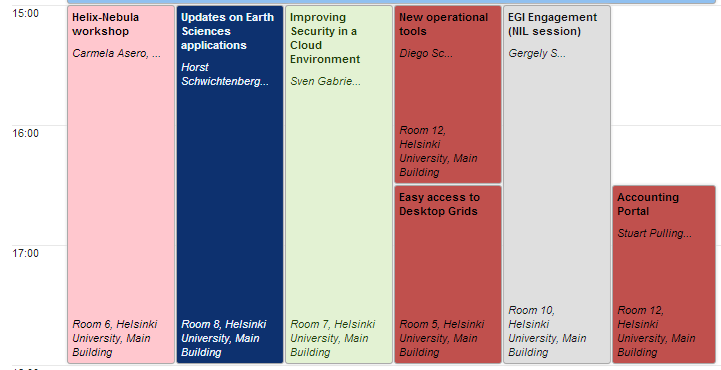 15:00
16:00
17:00
Helix-Nebula
workshop
Carmela Asero, ...
Room 6, Helsinki
University, Main
Building
Updates on Earth
Sciences
applications
Horst
Schwichtenberg...
Room 8, Helsinki
University, Main
Building
Improving
Security in a
Cloud
Environment
Sven Gabrie...
Room 7, Helsinki
University, Main
Building
New operational
tools
Diego Sc...
Room 12,
Helsinki
University, Main
Building
Easy access to
Desktop Grids
Room 5, Helsinki
University, Main
Building
EGI Engagement
(NIL session)
Gergely S...
Room 10,
Helsinki
University, Main
Building
Accounting
Portal
Stuart Pulling...
Room 12,
Helsinki
University, Main
Building